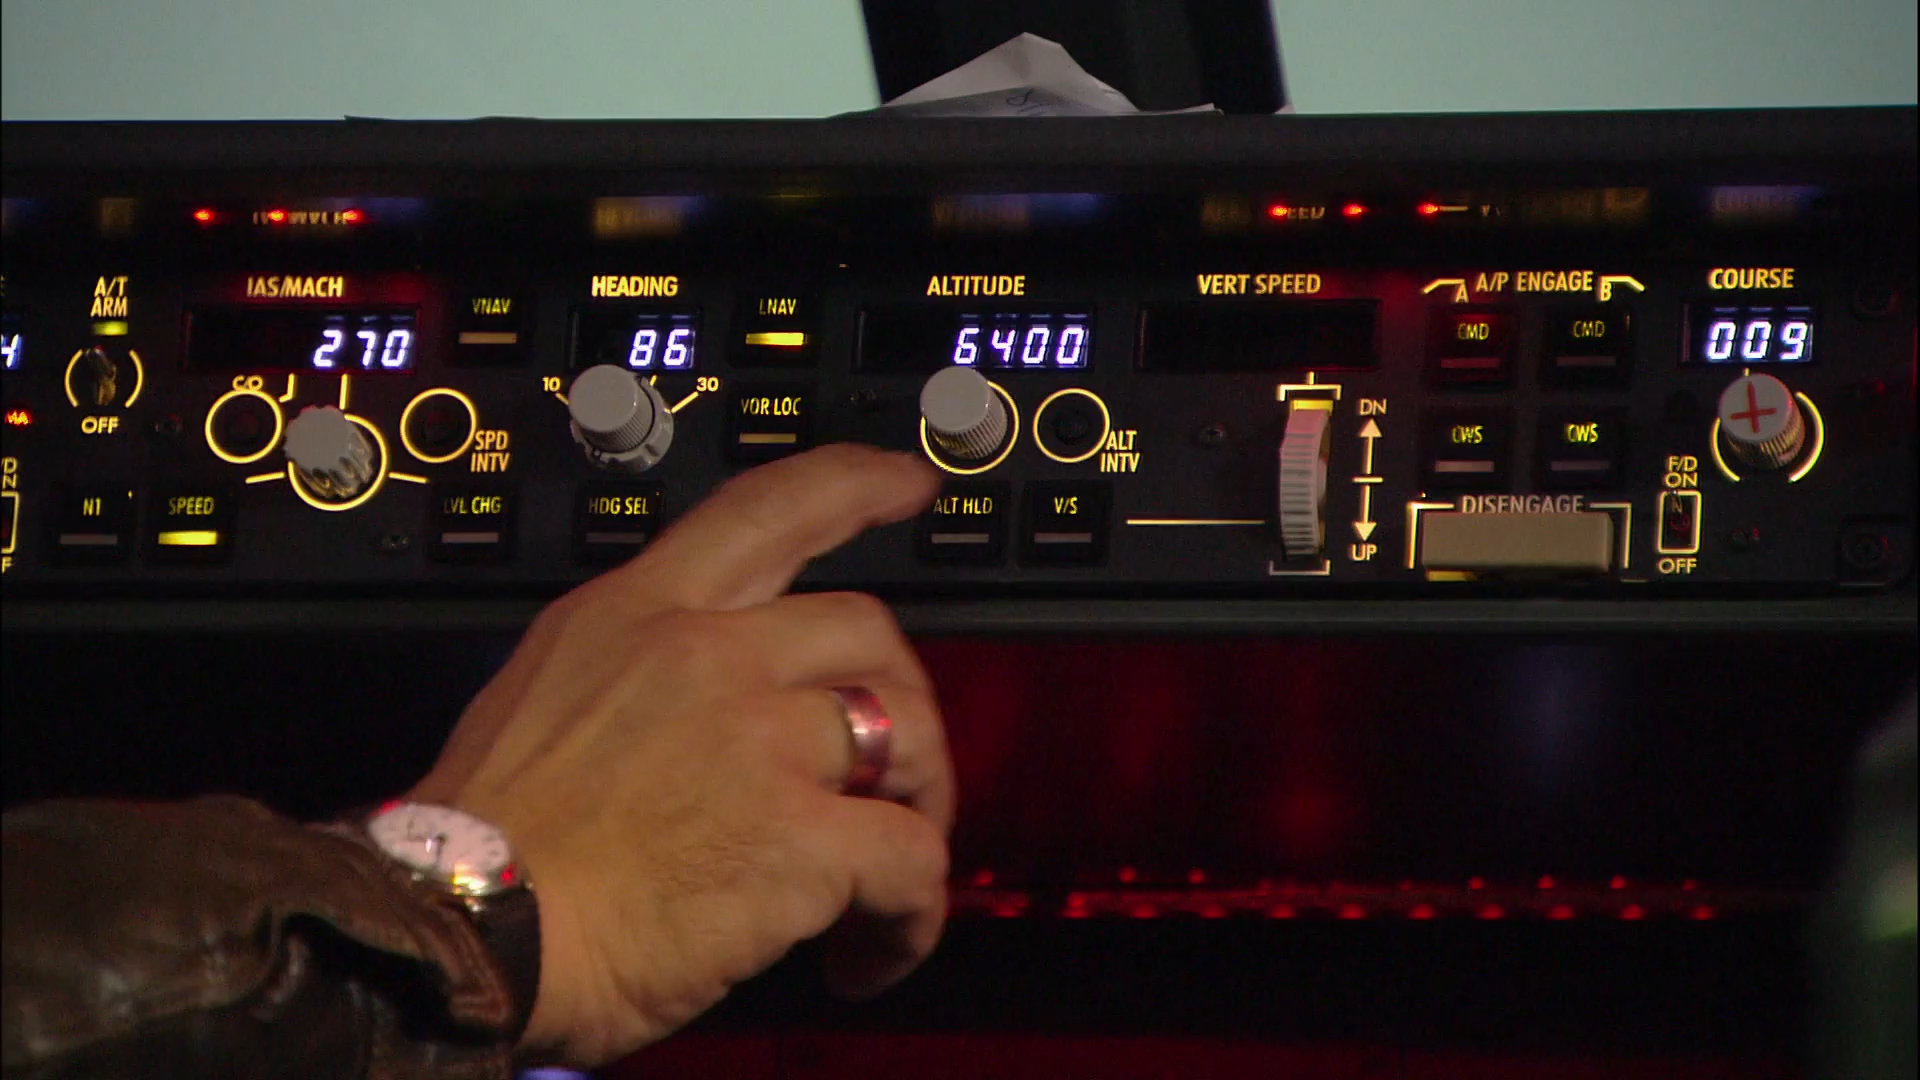 A/T
ARM
OFF
IAS/MACH
270
C/O
SPD
INTV
N1
SPEED
VNAV
LVL CHG
HEADING
86
10
30
HDG SEL
LNAV
VOR LOC
ALTITUDE
6400
ALT
INTV
ALT HLD
V/S
VERT SPEED
DN
UP
A/P ENGAGE
A
B
CMD
CMD
CWS
CWS
DISENGAGE
COURSE
009
F/D
ON
OFF